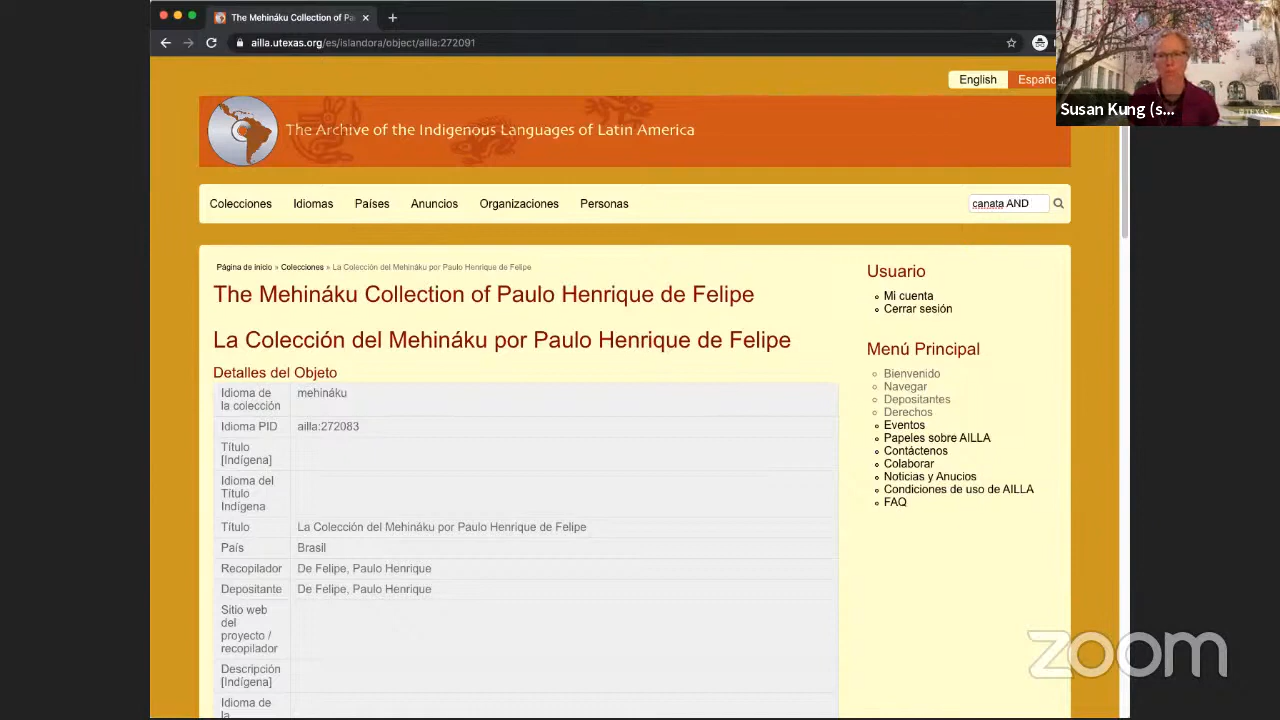 The Mehináku Collection of Pa
ailla.utexas.org/es/islandora/object/ailla:272091
English
Españo
Susan Kung (s...
The Archive of the Indigenous Languages of Latin America
Colecciones Idiomas Países Anuncios Organizaciones Personas
canata AND
Página de inicio » Colecciones » La Colección del Mehináku por Paulo Henrique de Felipe
The Mehináku Collection of Paulo Henrique de Felipe
La Colección del Mehináku por Paulo Henrique de Felipe
Detalles del Objeto
Idioma de
la colección
mehináku
Idioma PID
ailla:272083
Título
[Indígena]
Idioma del
Título
Indígena
Título
La Colección del Mehináku por Paulo Henrique de Felipe
País
Brasil
Recopilador
De Felipe, Paulo Henrique
Depositante
De Felipe, Paulo Henrique
Sitio web
del
proyecto /
recopilador
Descripción
[Indígena]
Idioma de
la
Usuario
Mi cuenta
Cerrar sesión
Menú Principal
Bienvenido
Navegar
Depositantes
Derechos
Eventos
Papeles sobre AILLA
Contáctenos
Colaborar
Noticias y Anucios
Condiciones de uso de AILLA
FAQ
zoom